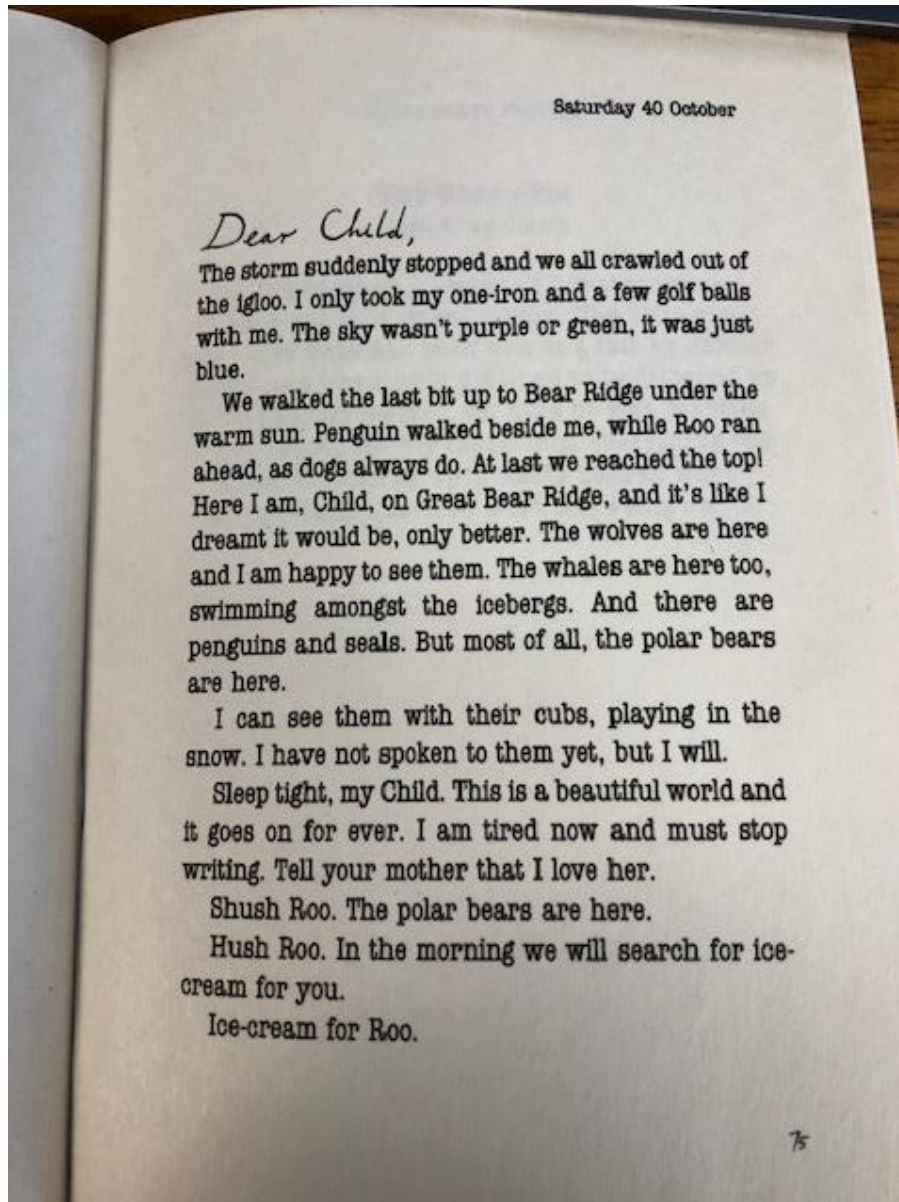 Saturday 40 October
Dear Child,
The storm suddenly stopped and we all crawled out of
the igloo. I only took my one-iron and a few golf balls
with me. The sky wasn't purple or green, it was just
blue.
We walked the last bit up to Bear Ridge under the
warm sun. Penguin walked beside me, while Roo ran
ahead, as dogs always do. At last we reached the top!
Here I am, Child, on Great Bear Ridge, and it's like I
dreamt it would be, only better. The wolves are here
and I am happy to see them. The whales are here too,
swimming amongst the icebergs. And there are
penguins and seals. But most of all, the polar bears
are here.
I can see them with their cubs, playing in the
snow. I have not spoken to them yet, but I will.
Sleep tight, my Child. This is a beautiful world and
it goes on for ever. I am tired now and must stop
writing. Tell your mother that I love her.
Shush Roo. The polar bears are here.
Hush Roo. In the morning we will search for ice-
cream for you.
Ice-cream for Roo.
75